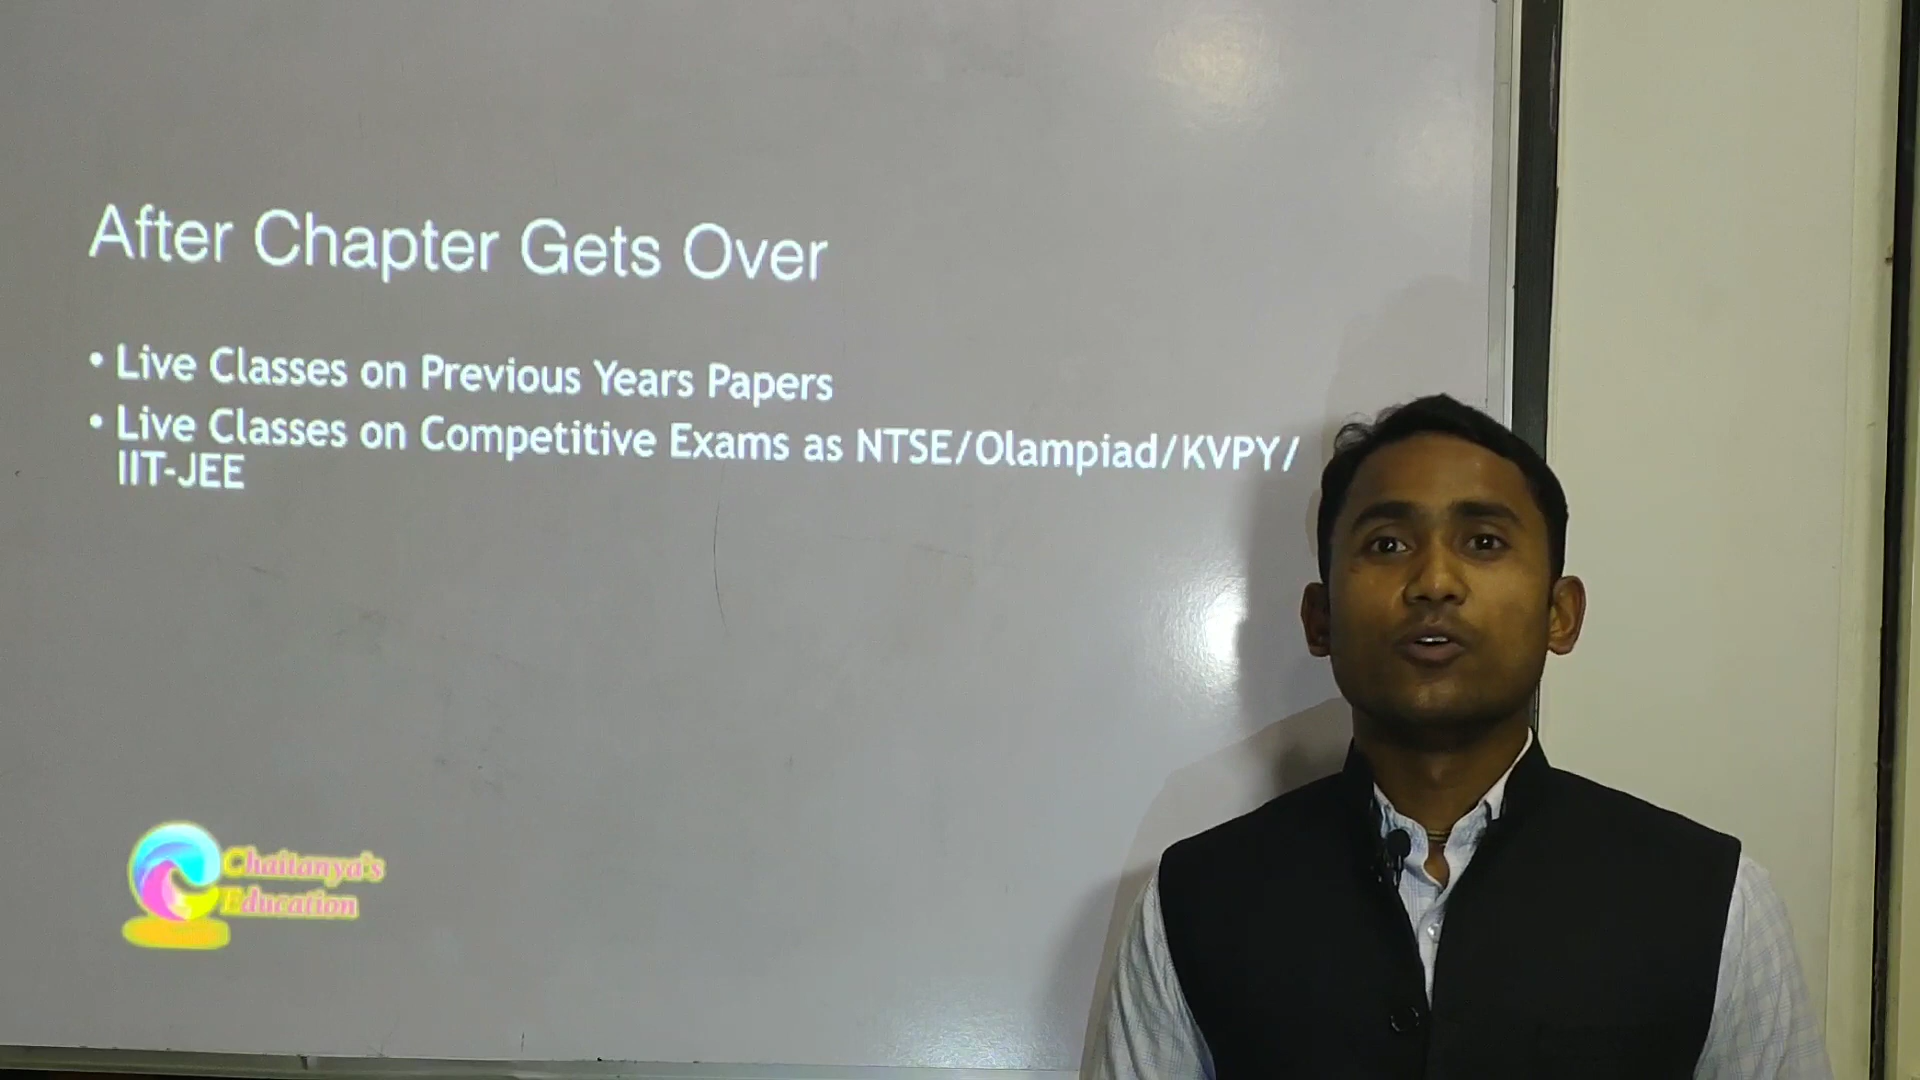 After Chapter Gets Over
• Live Classes on Previous Years Papers
• Live Classes on Competitive Exams as NTSE/Olampiad/KVPY/
IIT-JEE
Chaitanya's
Education